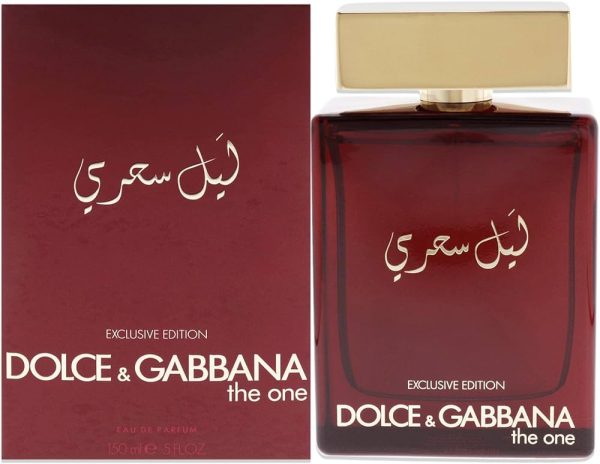 لَيل سحري
EXCLUSIVE EDITION
DOLCE & GABBANA
the one
EAU DE PARFUM
150 ml ℮ 5 FL.OZ.
لَيل سحري
EXCLUSIVE EDITION
DOLCE & GABBANA
the one